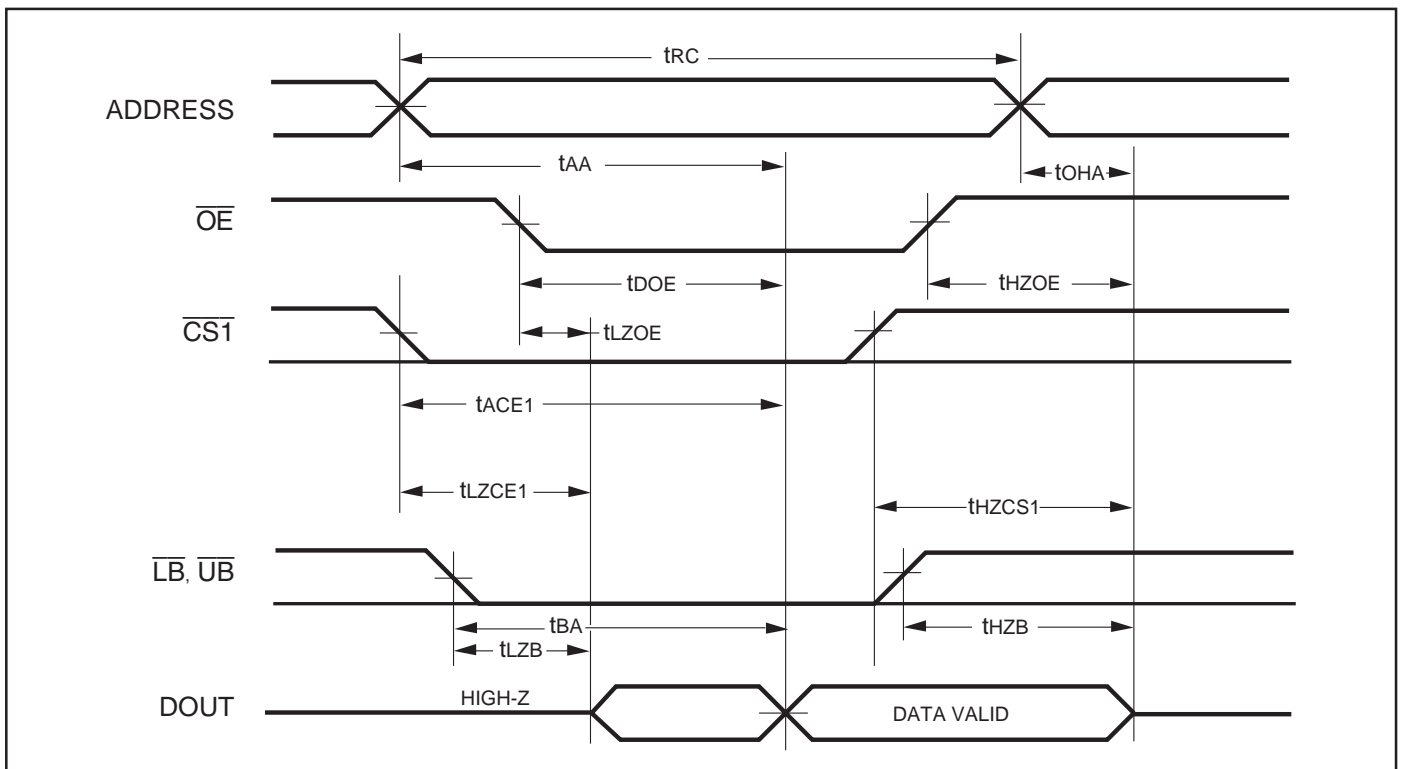 tRC
ADDRESS
tAA
tOHA
OE
tDOE
tHZOE
CS1
tLZOE
tACE1
tLZCE1
tHZCS1
LB, UB
tBA
tHZB
tLZB
HIGH-Z
DOUT
DATA VALID